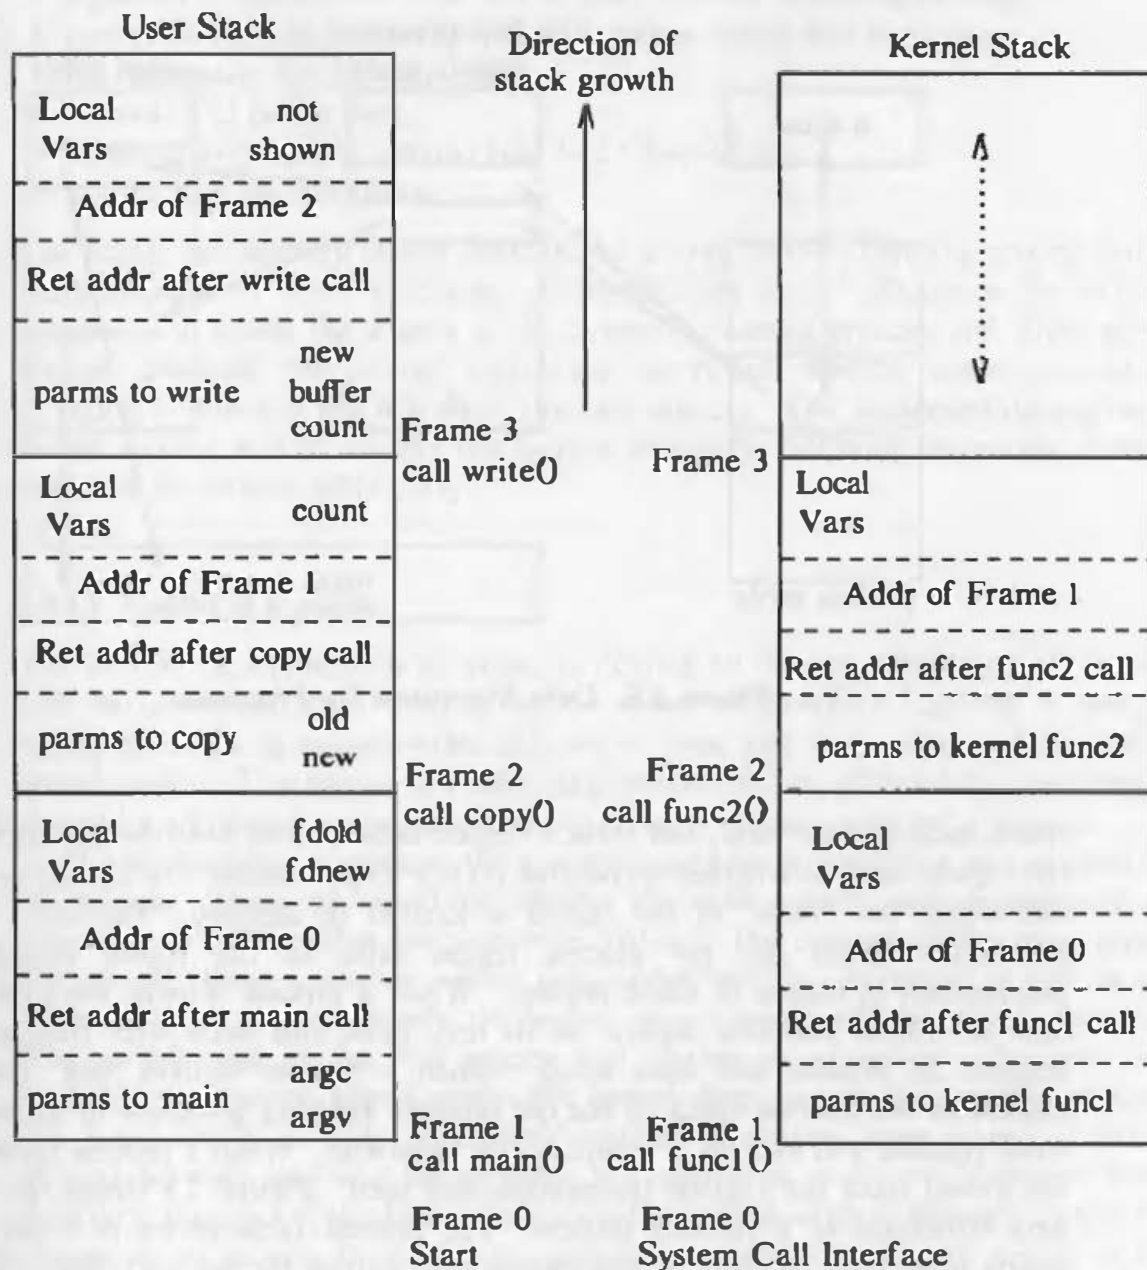 User Stack
Direction of
stack growth
Kernel Stack
Local not
Vars shown
Addr of Frame 2
Ret addr after write call
new
parms to write buffer
count
Frame 3
call write()
Local count
Vars
Addr of Frame 1
Ret addr after copy call
old
parms to copy
new
Frame 2
call copy()
Local fdold
Vars fdnew
Addr of Frame 0
Ret addr after main call
argc
parms to main
argv
Frame 1
call main()
Frame 0
Start
Frame 3
Local
Vars
Addr of Frame 1
Ret addr after func2 call
parms to kernel func2
Frame 2
call func2()
Local
Vars
Addr of Frame 0
Ret addr after func1 call
parms to kernel func1
Frame 1
call func1()
Frame 0
System Call Interface